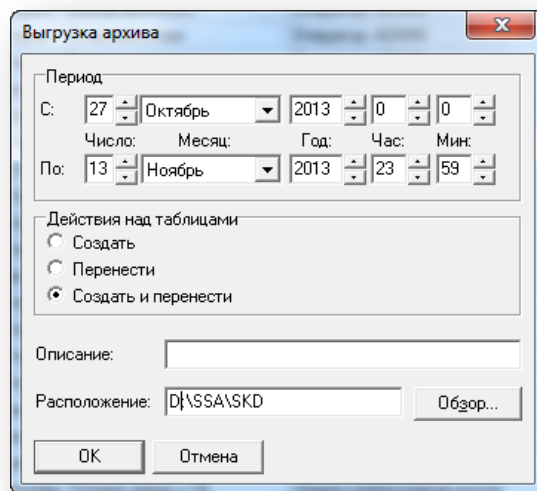 Выгрузка архива
Период
С: 27 Октябрь 2013 0 0
Число: Месяц: Год: Час: Мин:
По: 13 Ноябрь 2013 23 59
Действия над таблицами
Создать
Перенести
Создать и перенести
Описание:
Расположение: D:\SSA\SKD Обзор...
OK Отмена